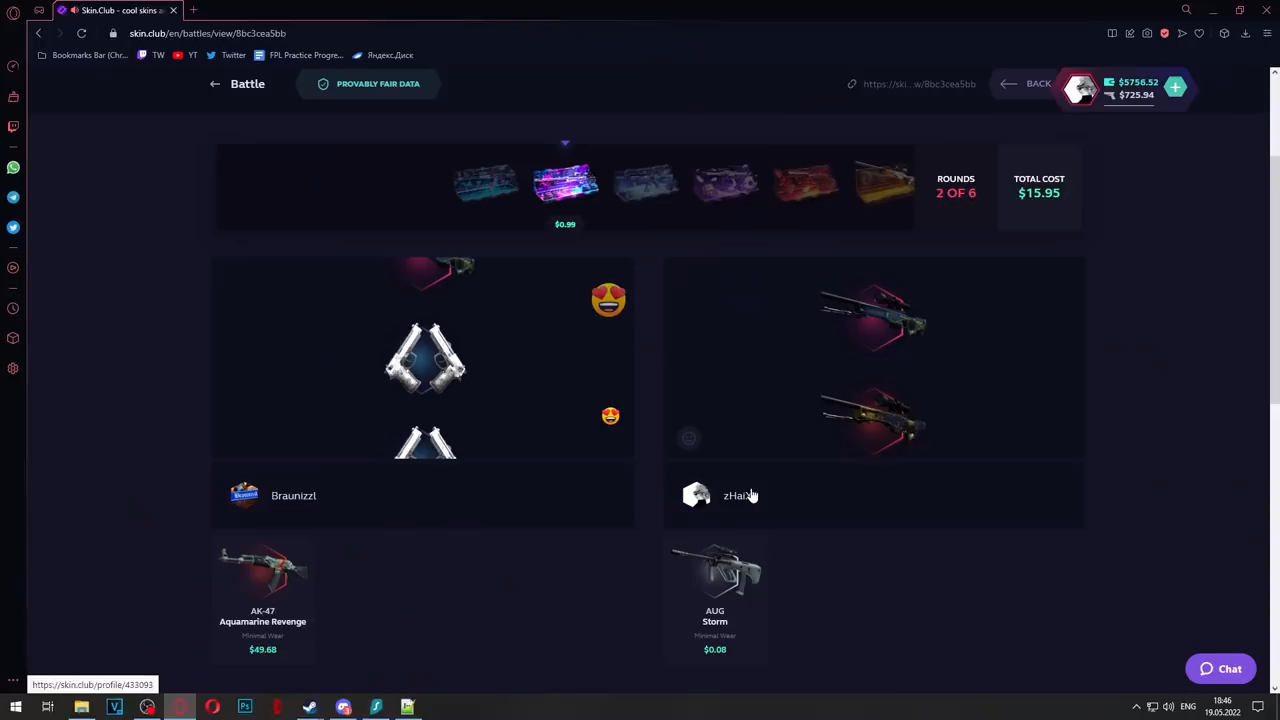 Skin.Club - cool skins a
skin.club/en/battles/view/8bc3cea5bb
Bookmarks Bar (Chr...
TW
YT
Twitter
FPL Practice Progre...
Яндекс.Диск
Battle
PROVABLY FAIR DATA
https://ski...w/8bc3cea5bb
BACK
$5756.52
$725.94
ROUNDS
2 OF 6
TOTAL COST
$15.95
$0.99
Braunizzl
AK-47
Aquamarine Revenge
Minimal Wear
$49.68
AUG
Storm
Minimal Wear
$0.08
https://skin.club/profile/433093
Chat
ENG
18:46
19.05.2022